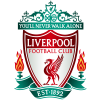 YOU'LL NEVER WALK ALONE
LIVERPOOL
FOOTBALL CLUB
EST·1892